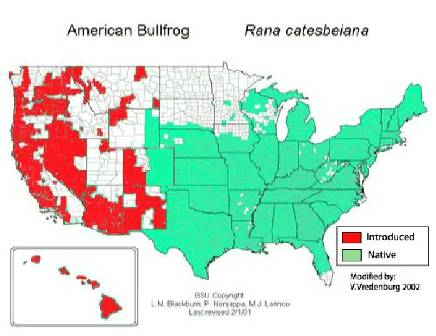 American Bullfrog Rana catesbeiana
Introduced
Native
Modified by:
V.Vredenburg 2002
BSU Copyright
L.M. Blackburn, P. Nanjappa, M.J. Lannoo
Last revised 2/1/01